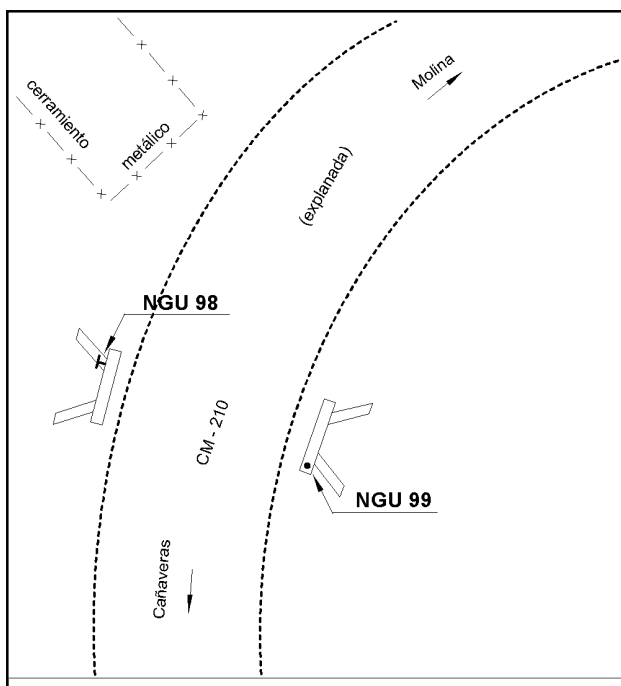 Molina
cerramiento
metálico
(explanada)
NGU 98
CM - 210
NGU 99
Cañaveras